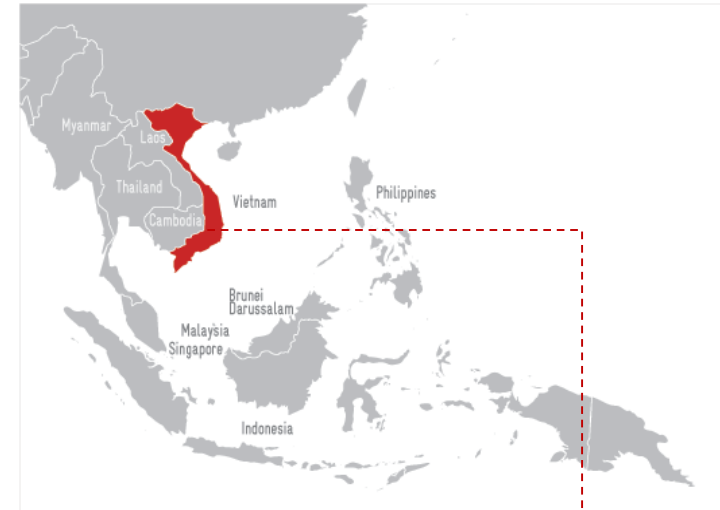 Myanmar
Laos
Thailand
Vietnam
Philippines
Cambodia
Brunei
Darussalam
Malaysia
Singapore
Indonesia